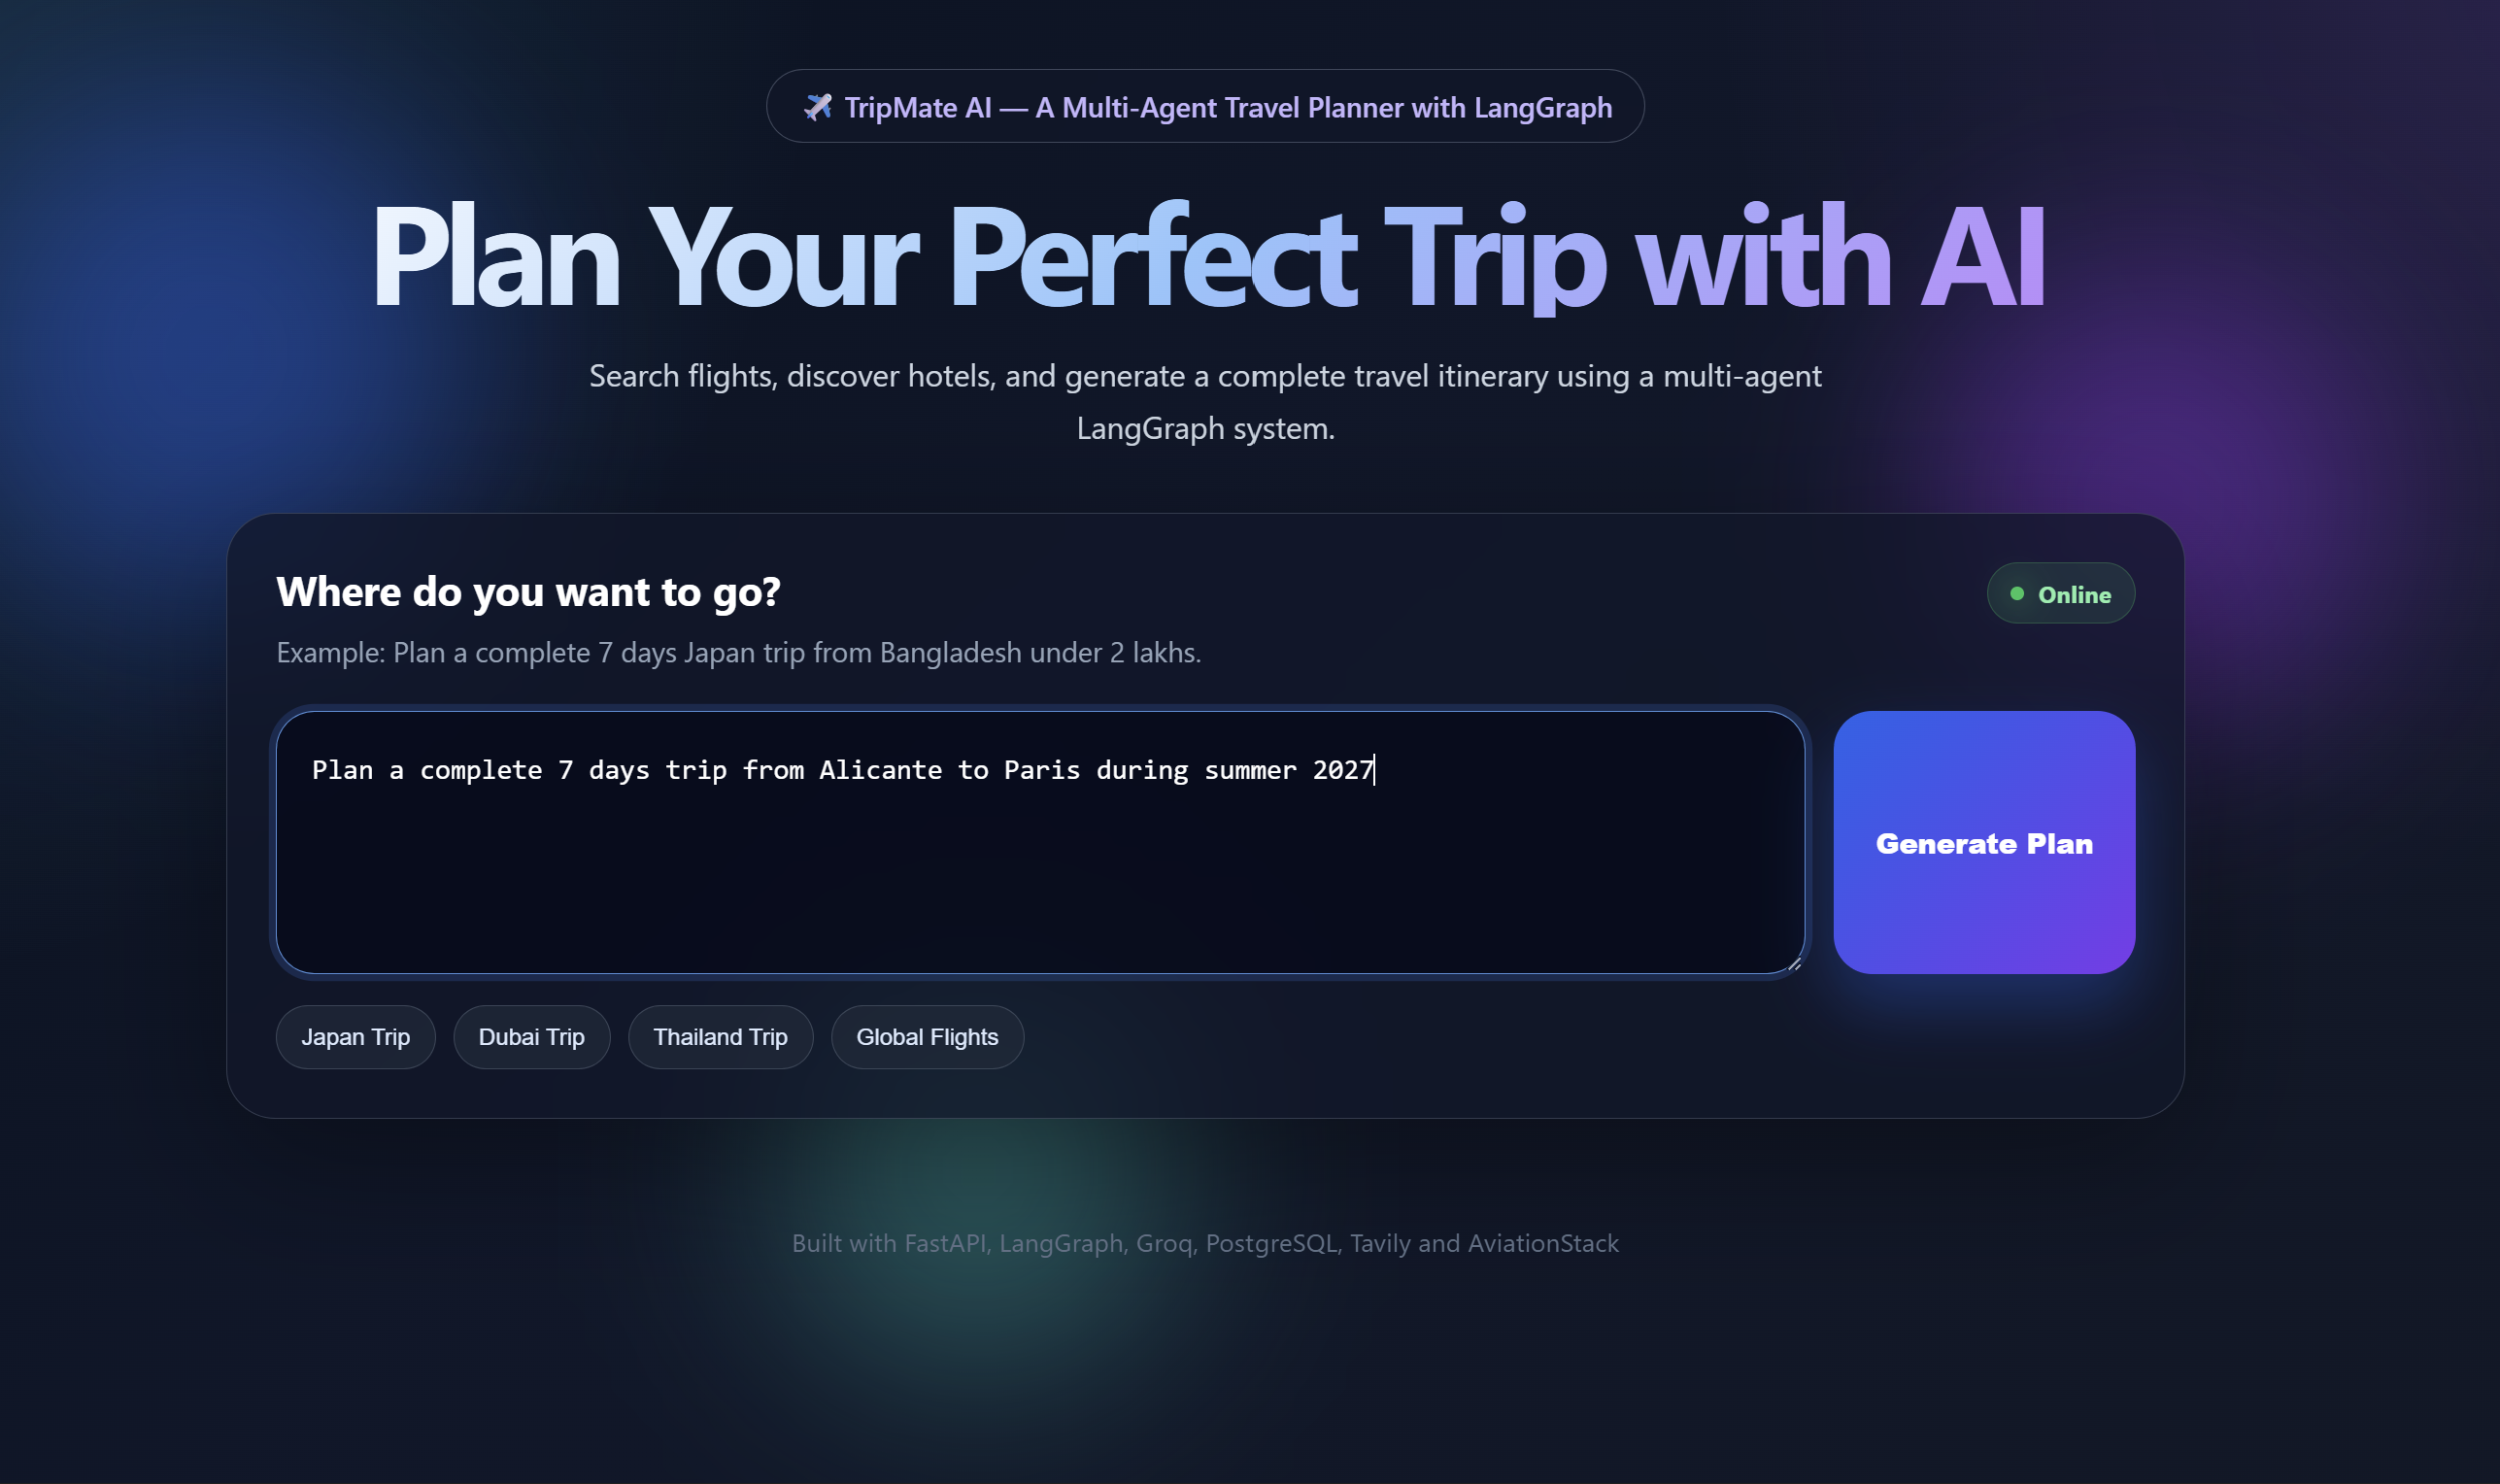 ✈️ TripMate AI — A Multi-Agent Travel Planner with LangGraph
Plan Your Perfect Trip with AI
Search flights, discover hotels, and generate a complete travel itinerary using a multi-agent
LangGraph system.
Where do you want to go?
Online
Example: Plan a complete 7 days Japan trip from Bangladesh under 2 lakhs.
Plan a complete 7 days trip from Alicante to Paris during summer 2027
Generate Plan
Japan Trip
Dubai Trip
Thailand Trip
Global Flights
Built with FastAPI, LangGraph, Groq, PostgreSQL, Tavily and AviationStack